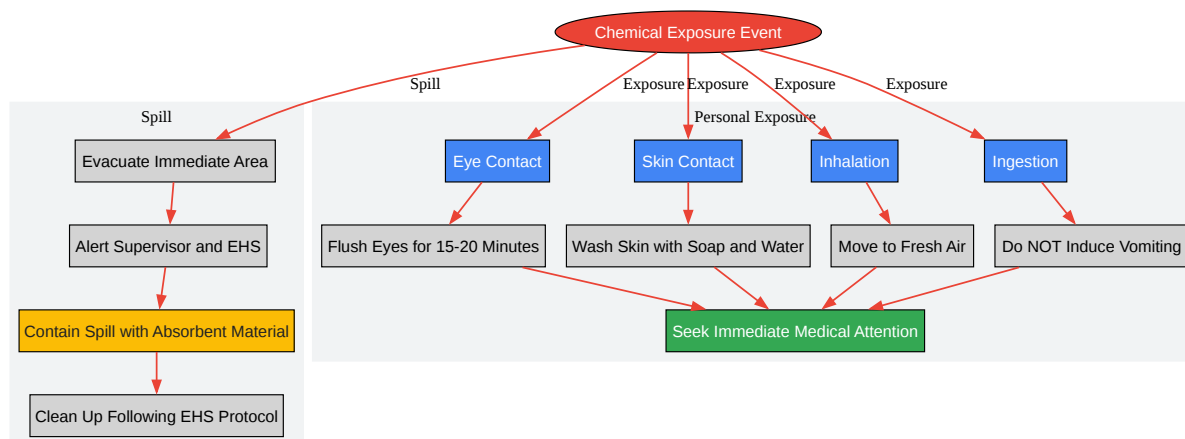 Chemical Exposure Event
Spill
Exposure
Exposure
Exposure
Exposure
Spill
Personal Exposure
Evacuate Immediate Area
Eye Contact
Skin Contact
Inhalation
Ingestion
Alert Supervisor and EHS
Flush Eyes for 15-20 Minutes
Wash Skin with Soap and Water
Move to Fresh Air
Do NOT Induce Vomiting
Contain Spill with Absorbent Material
Seek Immediate Medical Attention
Clean Up Following EHS Protocol